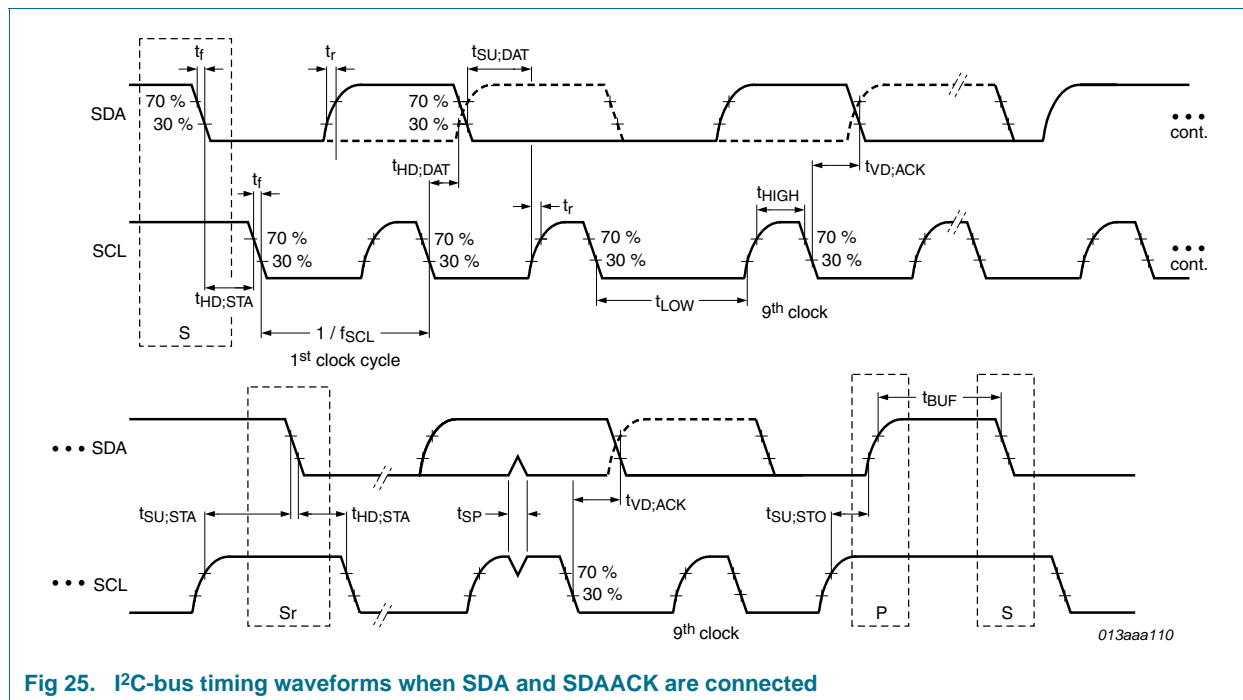 tf
tr
tSU;DAT
SDA
70 %
30 %
70 %
30 %
cont.
tHD;DAT
tVD;ACK
tf
tr
tHIGH
SCL
70 %
30 %
70 %
30 %
70 %
30 %
70 %
30 %
cont.
tHD;STA
tLOW
9th clock
S
1 / fSCL
1st clock cycle
tBUF
••• SDA
tSU;STA
tHD;STA
tSP
tVD;ACK
tSU;STO
••• SCL
70 %
30 %
Sr
9th clock
P
S
013aaa110
Fig 25. I²C-bus timing waveforms when SDA and SDAACK are connected